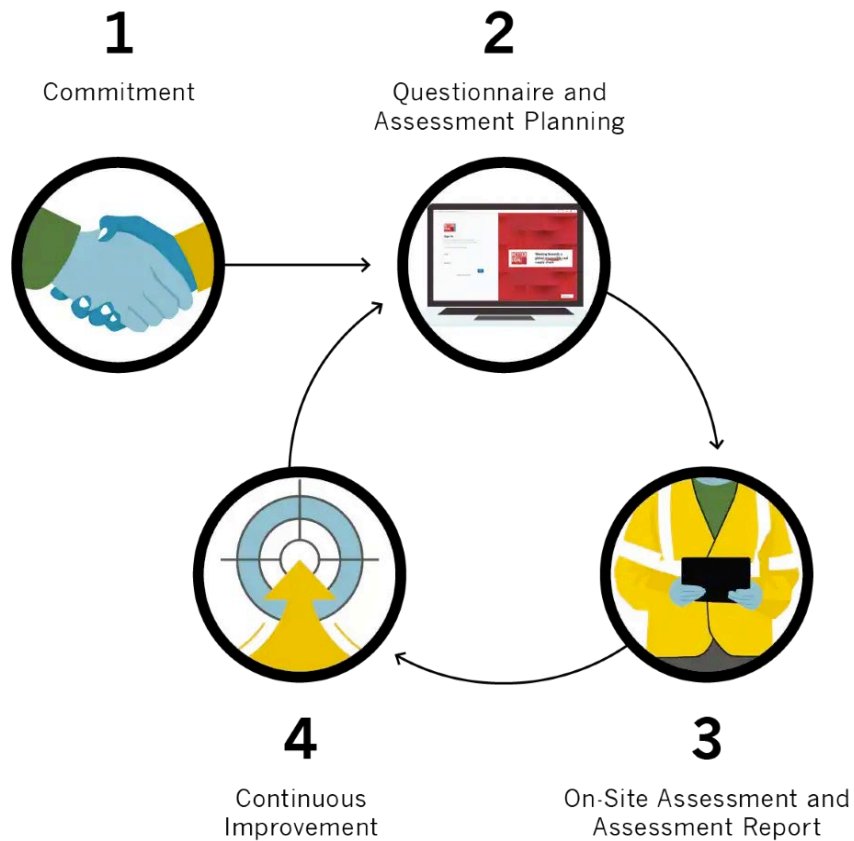 1
Commitment
2
Questionnaire and
Assessment Planning
3
On-Site Assessment and
Assessment Report
4
Continuous
Improvement